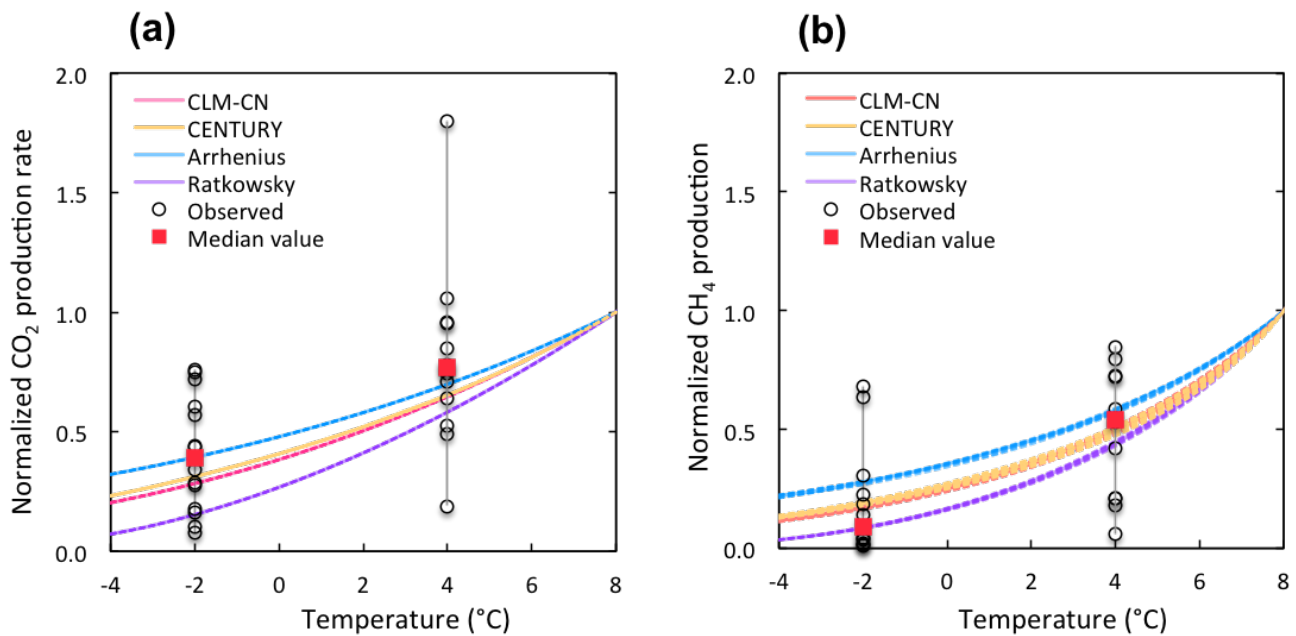 (a)
Normalized CO2 production rate
2.0
1.5
1.0
0.5
0.0
CLM-CN
CENTURY
Arrhenius
Ratkowsky
Observed
Median value
-4 -2 0 2 4 6 8
Temperature (°C)
(b)
Normalized CH4 production
2.0
1.5
1.0
0.5
0.0
CLM-CN
CENTURY
Arrhenius
Ratkowsky
Observed
Median value
-4 -2 0 2 4 6 8
Temperature (°C)